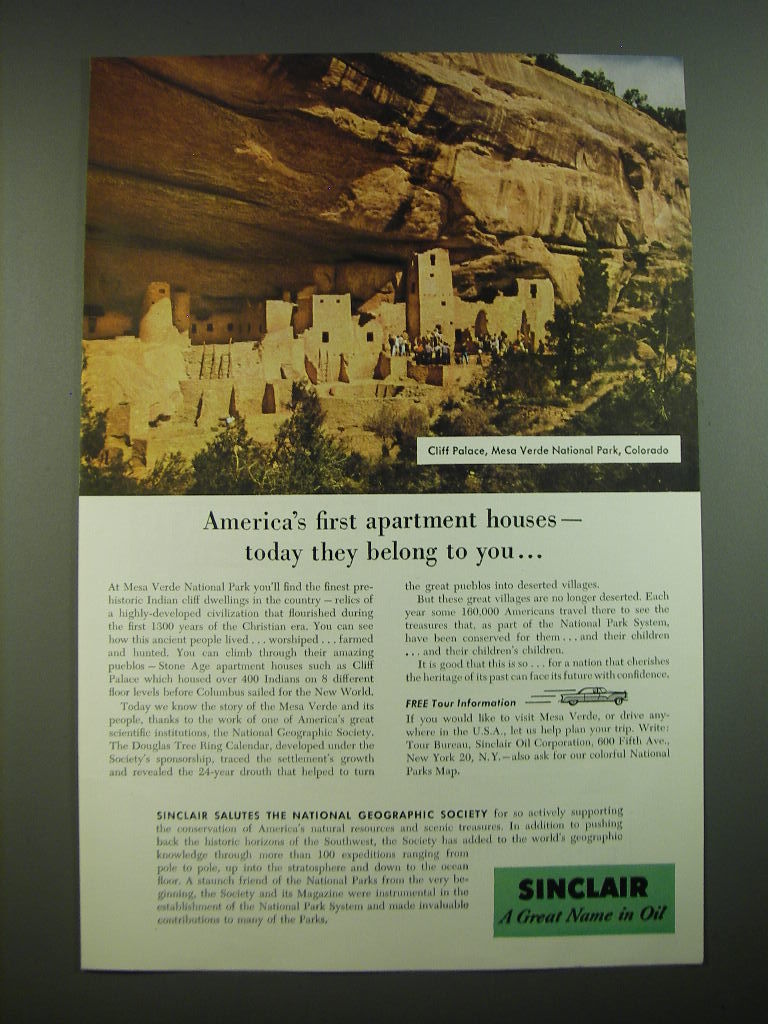 Cliff Palace, Mesa Verde National Park, Colorado
America's first apartment houses—
today they belong to you...
At Mesa Verde National Park you'll find the finest pre-
historic Indian cliff dwellings in the country — relics of
a highly-developed civilization that flourished during
the first 1300 years of the Christian era. You can see
how this ancient people lived . . . worshiped . . . farmed
and hunted. You can climb through their amazing
pueblos — Stone Age apartment houses such as Cliff
Palace which housed over 400 Indians on 8 different
floor levels before Columbus sailed for the New World.
Today we know the story of the Mesa Verde and its
people, thanks to the work of one of America's great
scientific institutions, the National Geographic Society.
The Douglas Tree Ring Calendar, developed under the
Society's sponsorship, traced the settlement's growth
and revealed the 24-year drouth that helped to turn
the great pueblos into deserted villages.
But these great villages are no longer deserted. Each
year some 160,000 Americans travel there to see the
treasures that, as part of the National Park System,
have been conserved for them . . . and their children
. . . and their children's children.
It is good that this is so . . . for a nation that cherishes
the heritage of its past can face its future with confidence.
FREE Tour Information
If you would like to visit Mesa Verde, or drive any-
where in the U.S.A., let us help plan your trip. Write:
Tour Bureau, Sinclair Oil Corporation, 600 Fifth Ave.,
New York 20, N.Y.—also ask for our colorful National
Parks Map.
SINCLAIR SALUTES THE NATIONAL GEOGRAPHIC SOCIETY for so actively supporting
the conservation of America's natural resources and scenic treasures. In addition to pushing
back the historic horizons of the Southwest, the Society has added to the world's geographic
knowledge through more than 100 expeditions ranging from
pole to pole, up into the stratosphere and down to the ocean
floor. A staunch friend of the National Parks from the very be-
ginning, the Society and its Magazine were instrumental in the
establishment of the National Park System and made invaluable
contributions to many of the Parks.
SINCLAIR
A Great Name in Oil